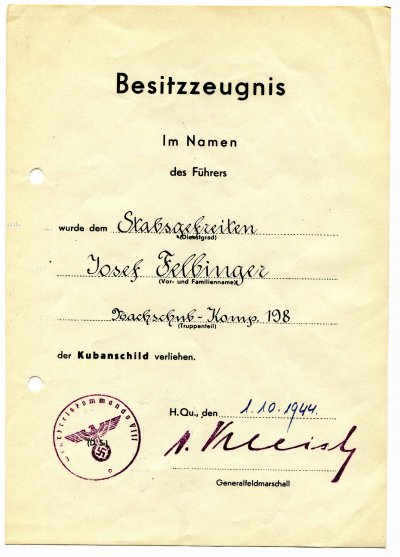 Besitzzeugnis
Im Namen
des Führers
wurde dem Stabsgefreiten
(Dienstgrad)
Josef Felbinger
(Vor- und Familienname)
Nachschub-Komp. 198
(Truppenteil)
der Kubanschild verliehen.
H.Qu., den 1.10.1944.
v. Kleist
Generalfeldmarschall